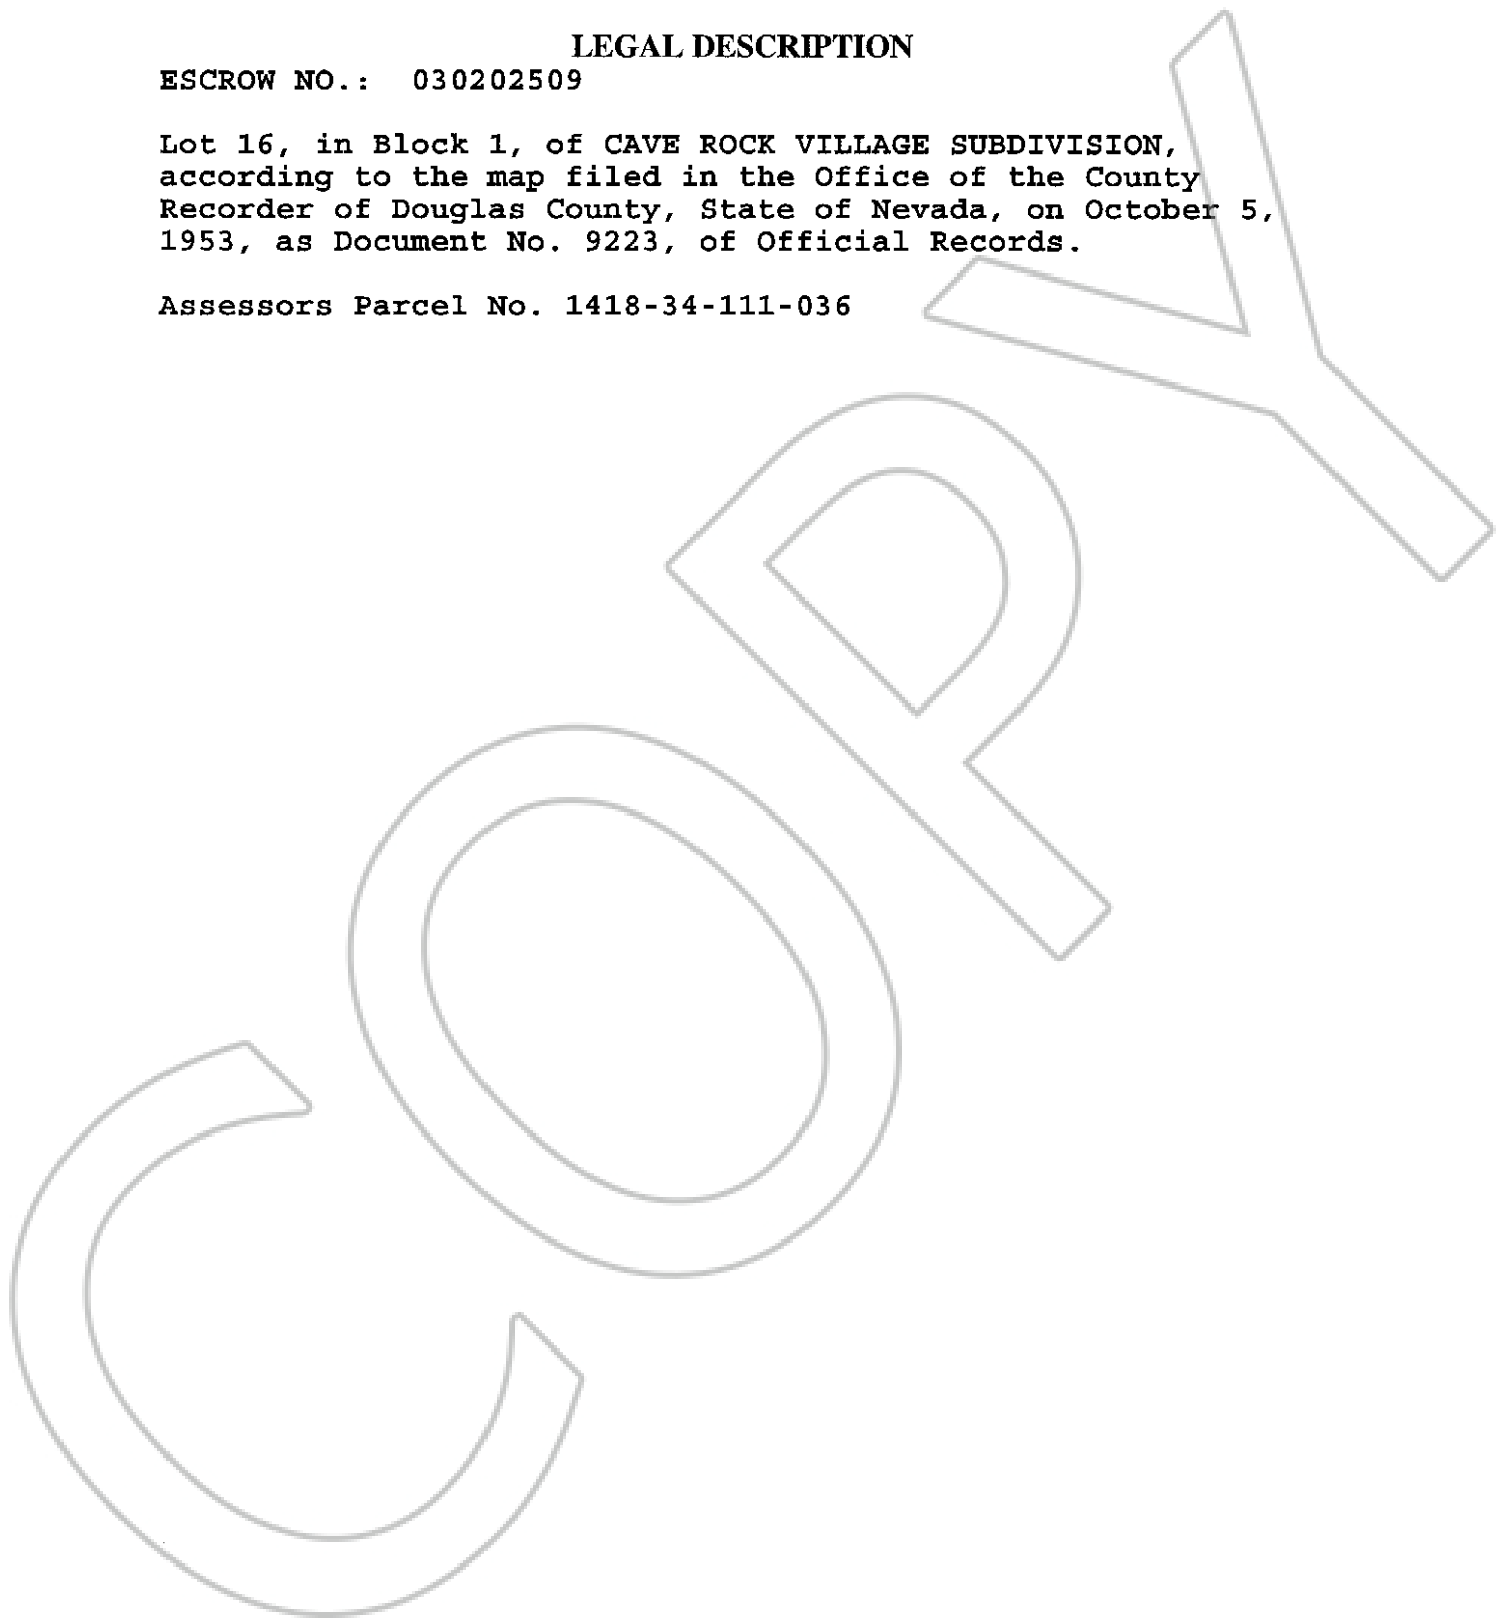 LEGAL DESCRIPTION
ESCROW NO.: 030202509
Lot 16, in Block 1, of CAVE ROCK VILLAGE SUBDIVISION,
according to the map filed in the Office of the County
Recorder of Douglas County, State of Nevada, on October 5,
1953, as Document No. 9223, of Official Records.
Assessors Parcel No. 1418-34-111-036
COPY